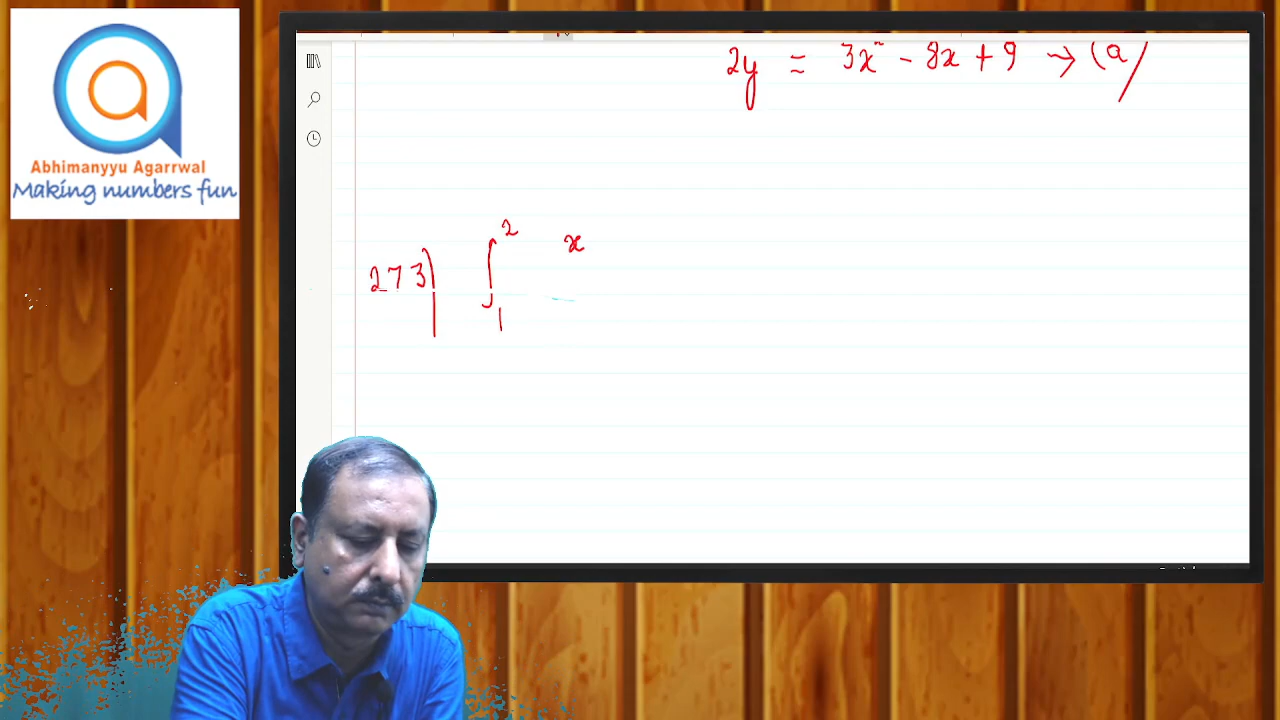 Abhimanyyu Agarrwal
Making numbers fun
2y = 3x² - 8x + 9 → (a)
273) ∫₁² x